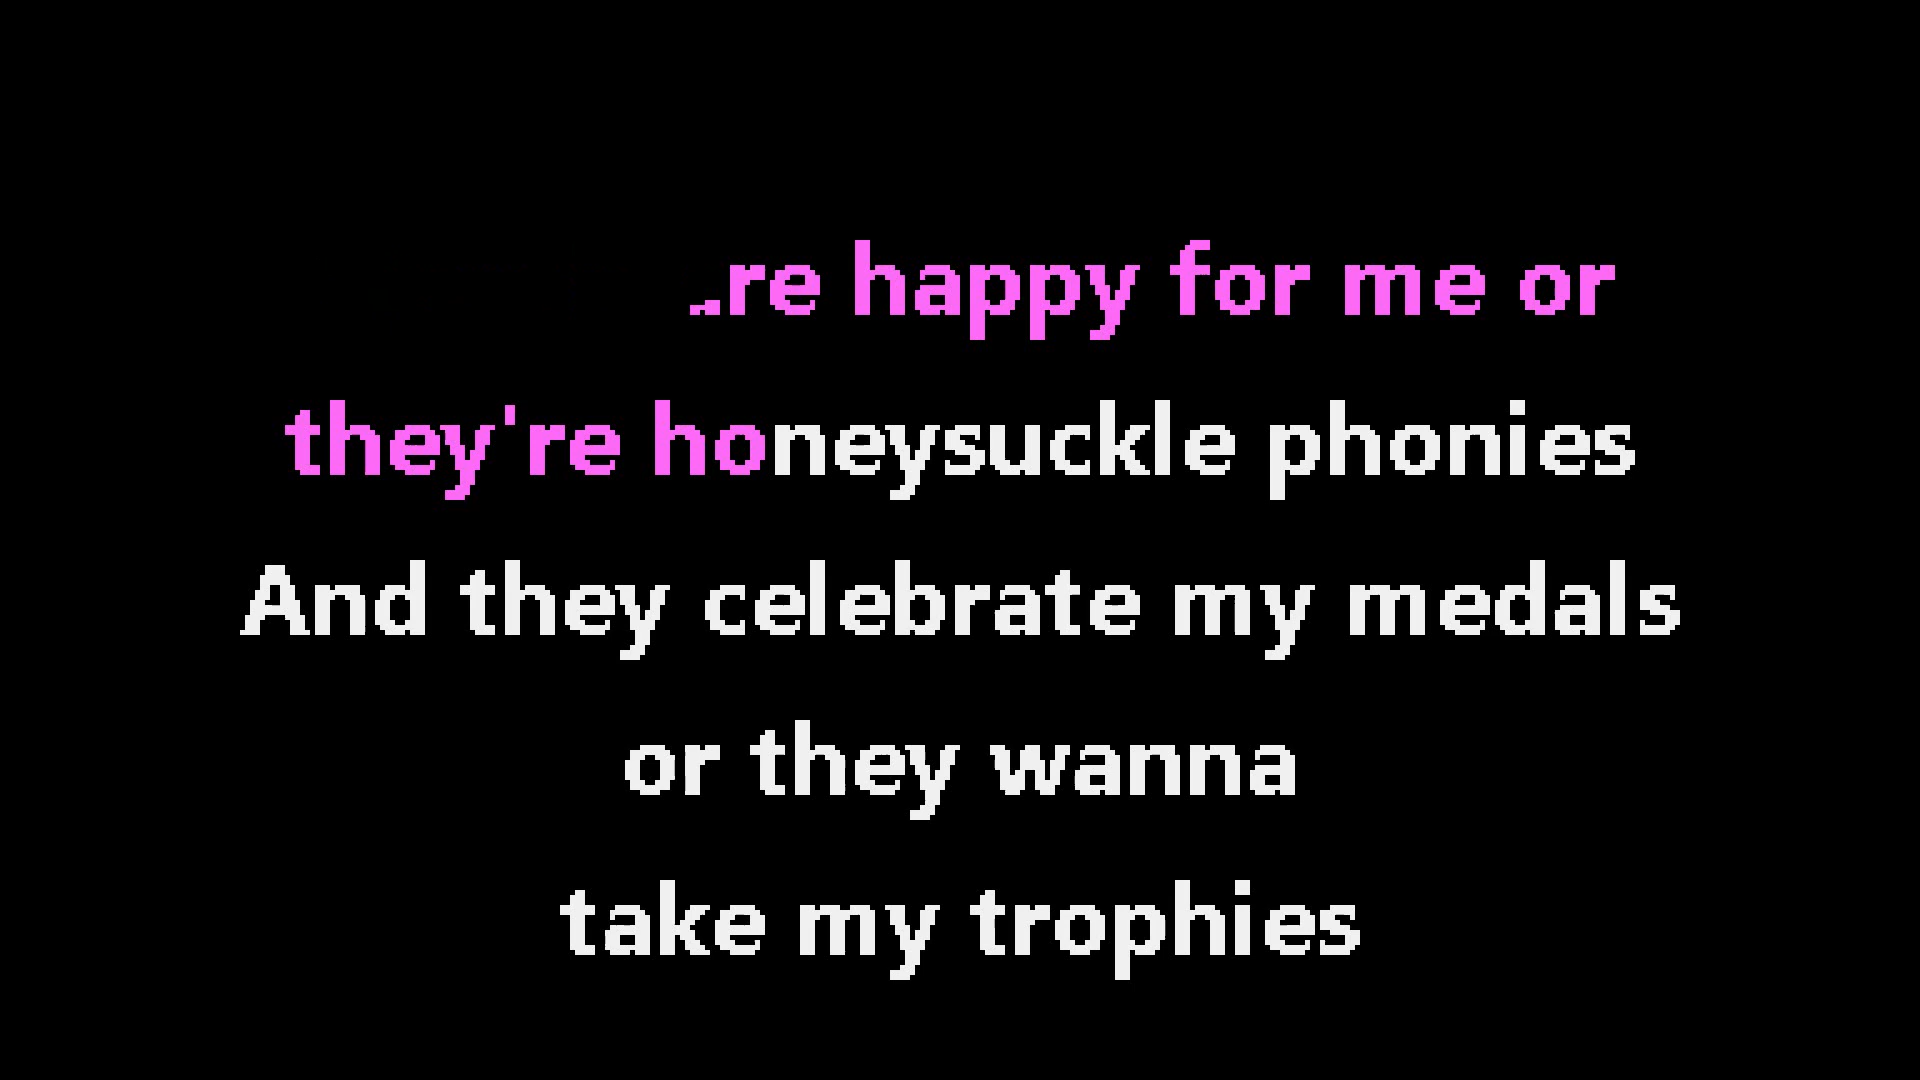 re happy for me or
they're honeysuckle phonies
And they celebrate my medals
or they wanna
take my trophies